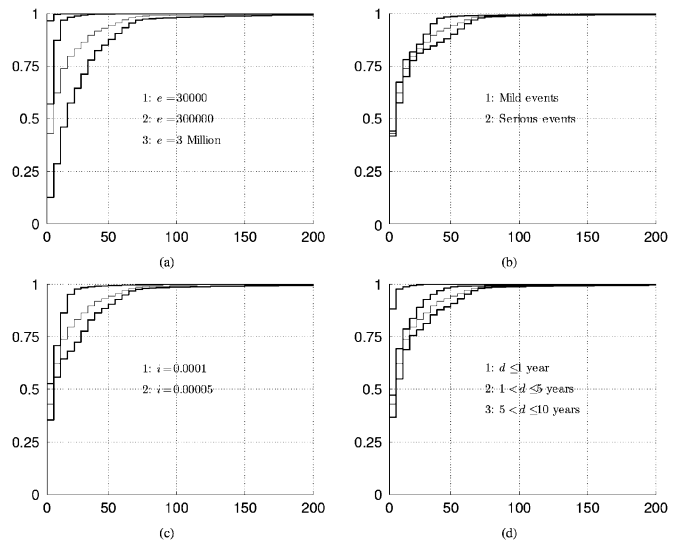 1
0.75
0.5
0.25
0
0 50 100 150 200
1: e =30000
2: e =300000
3: e =3 Million
(a)
1
0.75
0.5
0.25
0
0 50 100 150 200
1: Mild events
2: Serious events
(b)
1
0.75
0.5
0.25
0
0 50 100 150 200
1: i=0.0001
2: i=0.00005
(c)
1
0.75
0.5
0.25
0
0 50 100 150 200
1: d ≤1 year
2: 1 < d ≤5 years
3: 5 < d ≤10 years
(d)